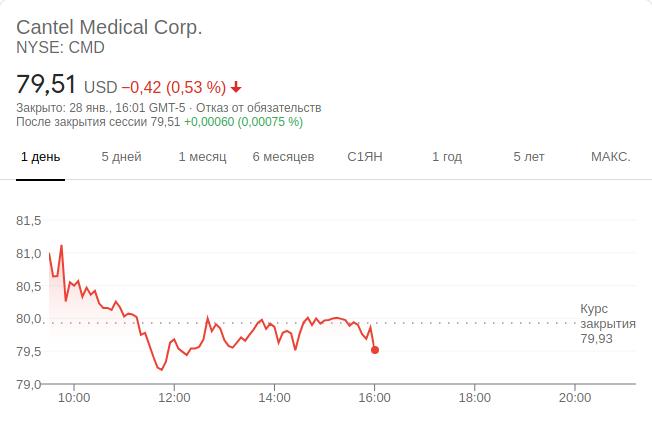 Cantel Medical Corp.
NYSE: CMD
79,51 USD −0,42 (0,53 %)
Закрыто: 28 янв., 16:01 GMT-5 · Отказ от обязательств
После закрытия сессии 79,51 +0,00060 (0,00075 %)
1 день 5 дней 1 месяц 6 месяцев С1ЯН 1 год 5 лет МАКС.
81,5
81,0
80,5
80,0
79,5
79,0
Курс
закрытия
79,93
10:00 12:00 14:00 16:00 18:00 20:00